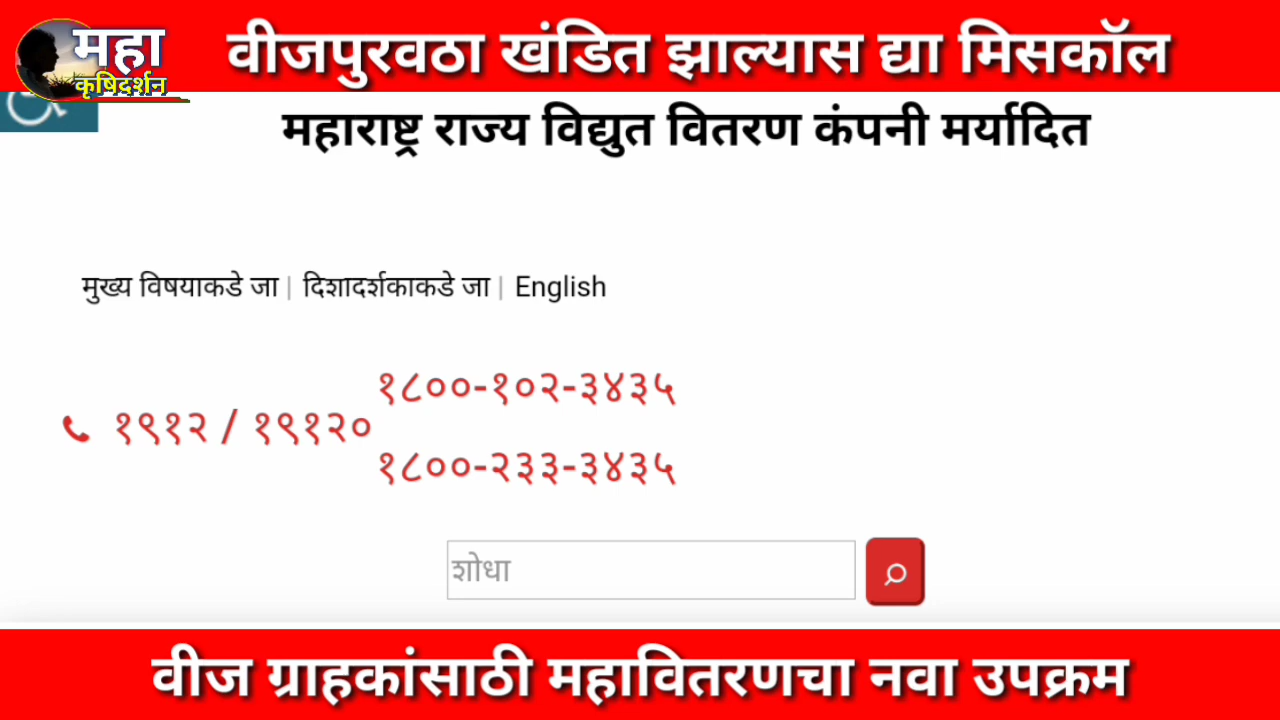 वीजपुरवठा खंडित झाल्यास द्या मिसकॉल
महा
कृषिदर्शन
महाराष्ट्र राज्य विद्युत वितरण कंपनी मर्यादित
मुख्य विषयाकडे जा | दिशादर्शकाकडे जा | English
१८००-१०२-३४३५
१९१२ / १९१२०
१८००-२३३-३४३५
शोधा
वीज ग्राहकांसाठी महावितरणचा नवा उपक्रम